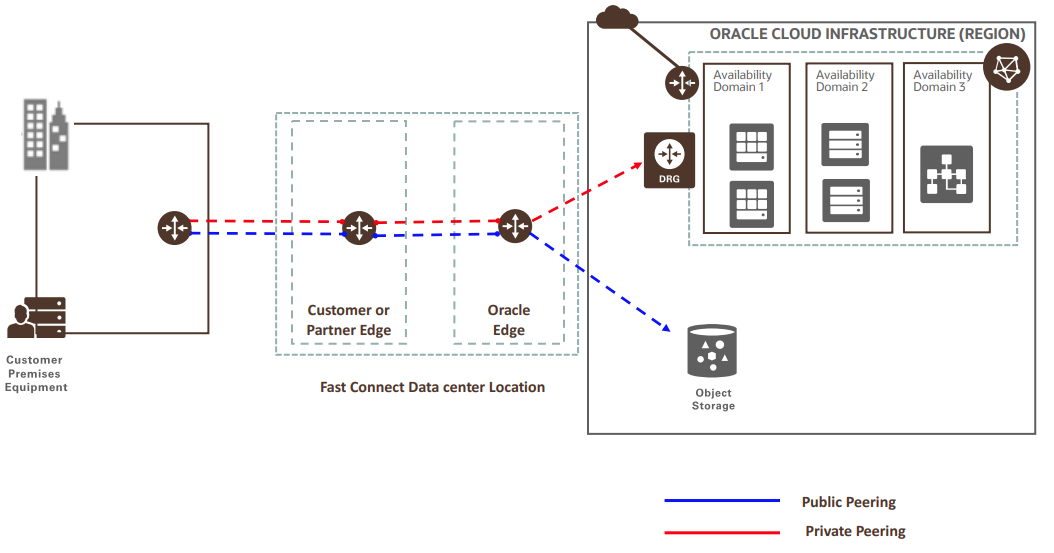 ORACLE CLOUD INFRASTRUCTURE (REGION)
Availability
Domain 1
Availability
Domain 2
Availability
Domain 3
DRG
Customer or
Partner Edge
Oracle
Edge
Customer
Premises
Equipment
Fast Connect Data center Location
Object
Storage
Public Peering
Private Peering